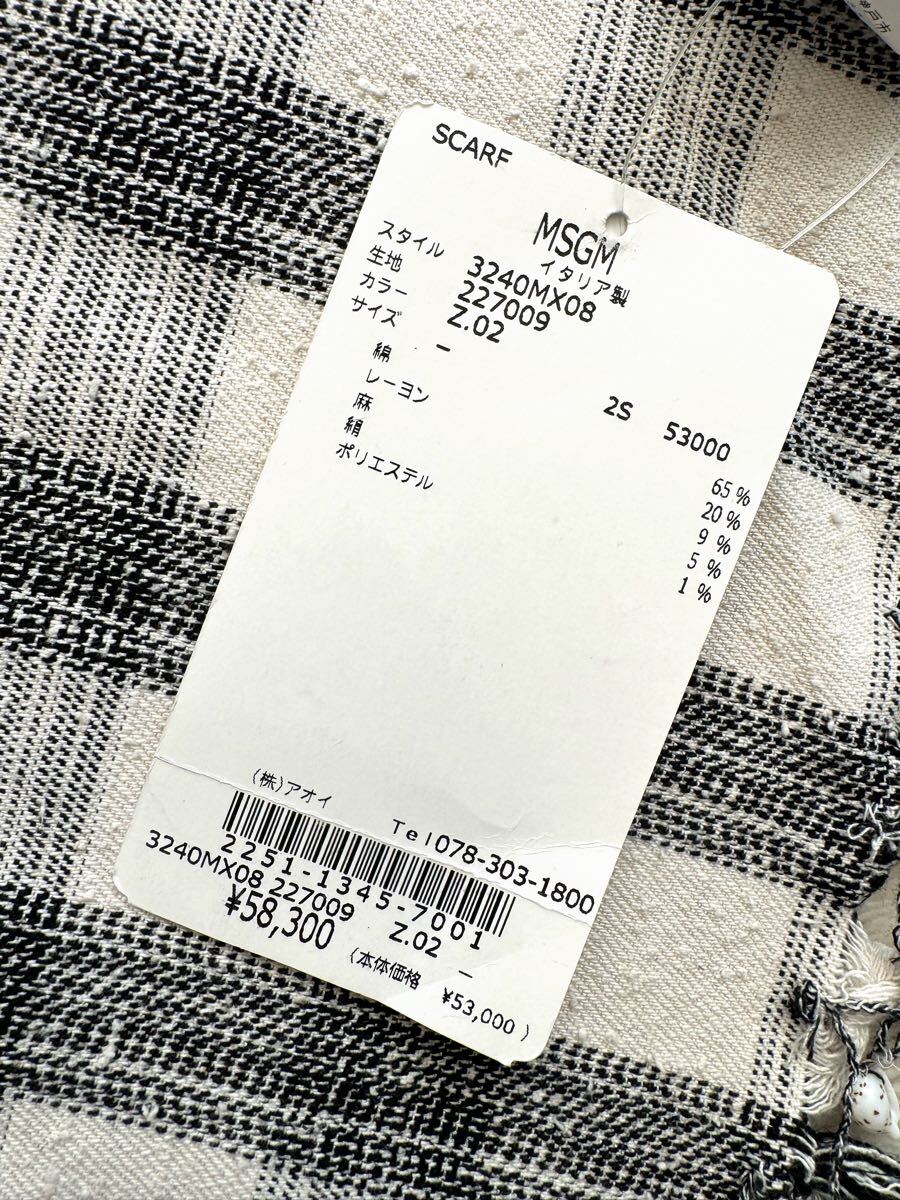 神戸市
SCARF
MSGM
イタリア製
スタイル 3240MX08
生地 227009
カラー Z.02
サイズ -
2S 53000
綿 65%
レーヨン 20%
麻 9%
絹 5%
ポリエステル 1%
(株)アオイ
Tel078-303-1800
2251-1345-7001
3240MX08 227009 Z.02 -
¥58,300
(本体価格 ¥53,000)